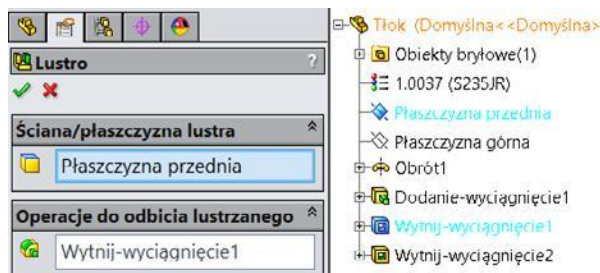 Lustro
?
Ściana/płaszczyzna lustra
Płaszczyzna przednia
Operacje do odbicia lustrzanego
Wytnij-wyciągnięcie1
Tłok (Domyślna<<Domyślna>
Obiekty bryłowe(1)
1.0037 (S235JR)
Płaszczyzna przednia
Płaszczyzna górna
Obrót1
Dodanie-wyciągnięcie1
Wytnij-wyciągnięcie1
Wytnij-wyciągnięcie2